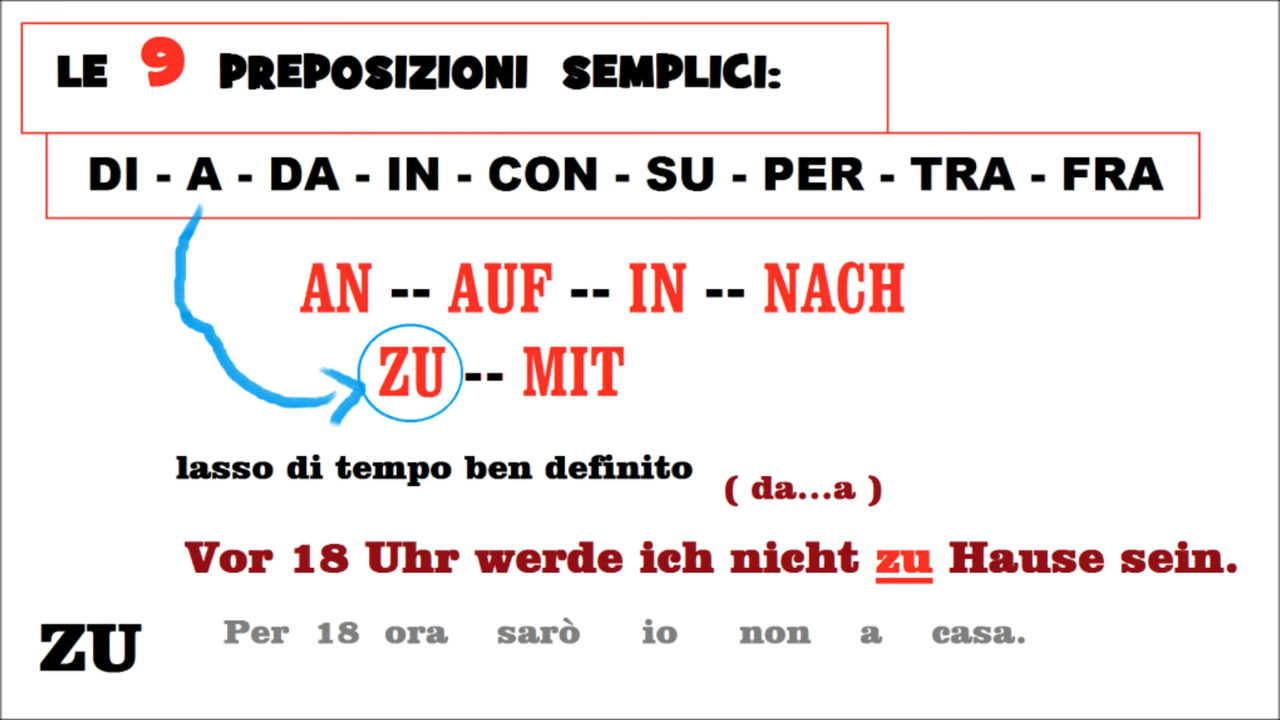 LE 9 PREPOSIZIONI SEMPLICI:
DI - A - DA - IN - CON - SU - PER - TRA - FRA
AN -- AUF -- IN -- NACH
ZU -- MIT
lasso di tempo ben definito
( da...a )
Vor 18 Uhr werde ich nicht zu Hause sein.
ZU
Per 18 ora sarò io non a casa.